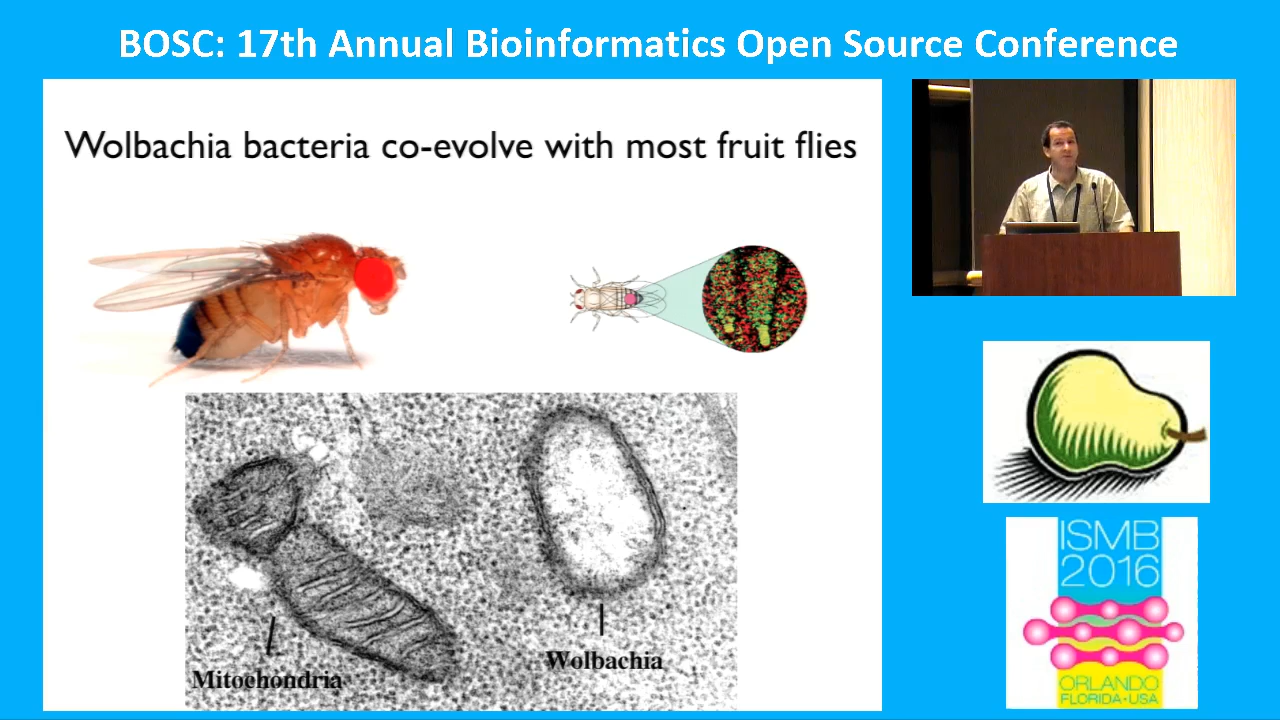 BOSC: 17th Annual Bioinformatics Open Source Conference
Wolbachia bacteria co-evolve with most fruit flies
Mitochondria
Wolbachia
ISMB
2016
ORLANDO
FLORIDA•USA